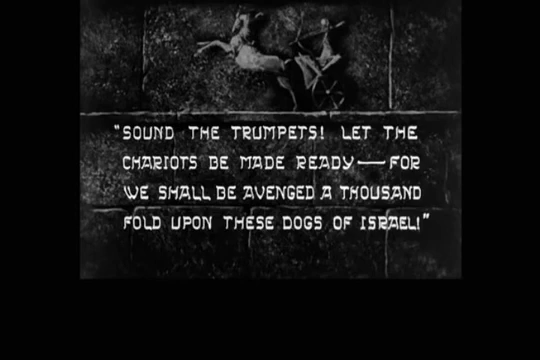 "SOUND THE TRUMPETS! LET THE
CHARIOTS BE MADE READY — FOR
WE SHALL BE AVENGED A THOUSAND
FOLD UPON THESE DOGS OF ISRAEL!"